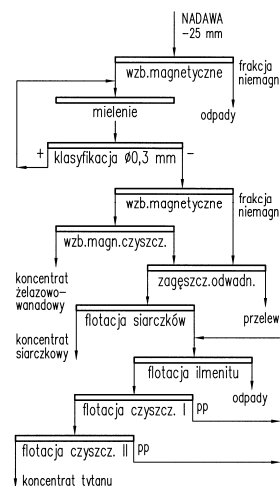 NADAWA
-25 mm
wzb.magnetyczne
frakcja
niemagn
mielenie
odpady
+ klasyfikacja Ø0,3 mm -
wzb.magnetyczne
frakcja
niemagn
wzb.magn.czyszcz.
koncentrat
żelazowo-
wanadowy
zagęszcz.odwadn.
flotacja siarczków
przelew
koncentrat
siarczkowy
flotacja ilmenitu
odpady
flotacja czyszcz. I
pp
flotacja czyszcz. II
pp
koncentrat tytanu